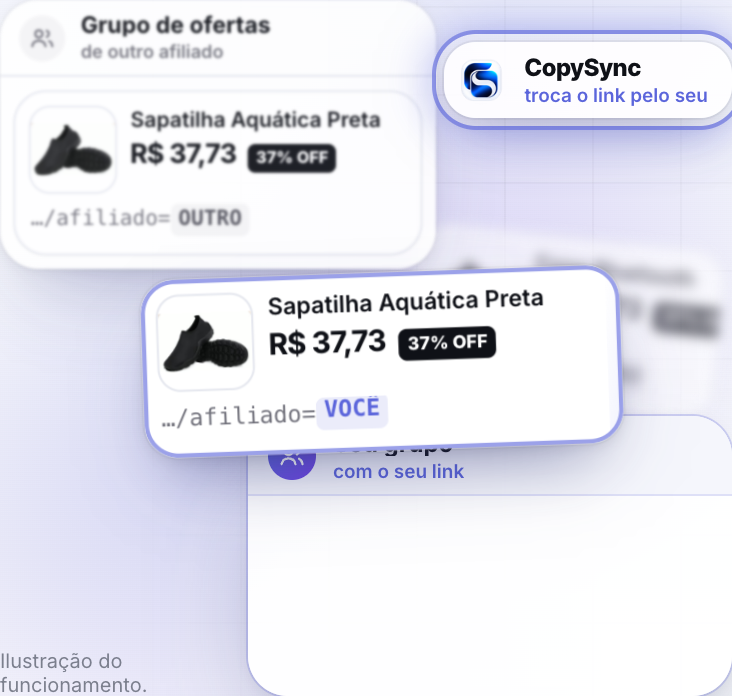 Grupo de ofertas
de outro afiliado
CopySync
troca o link pelo seu
Sapatilha Aquática Preta
R$ 37,73 37% OFF
…/afiliado= OUTRO
Sapatilha Aquática Preta
R$ 37,73 37% OFF
…/afiliado= VOCÊ
com o seu link
Ilustração do
funcionamento.